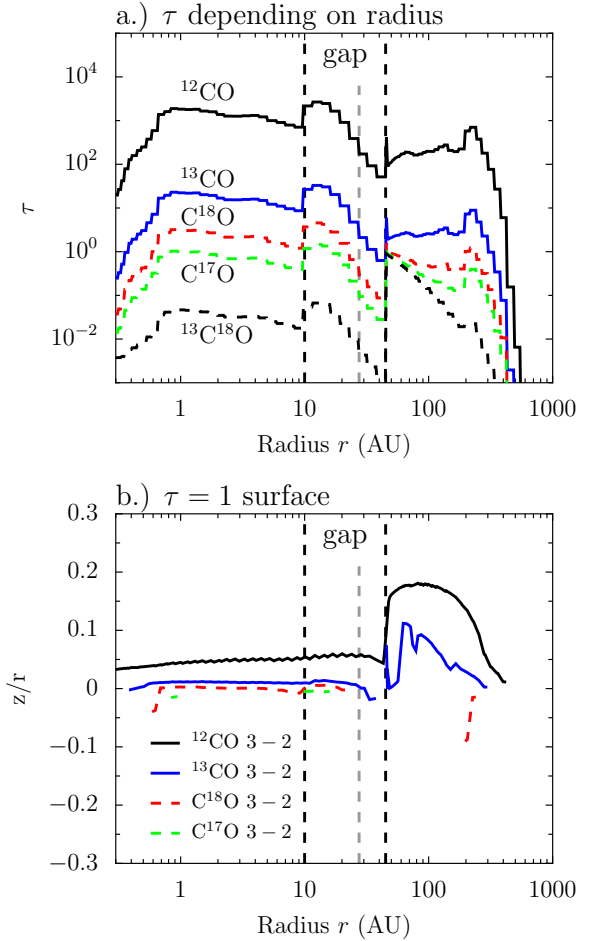 a.) τ depending on radius
gap
10⁴
10²
10⁰
10⁻²
τ
¹²CO
¹³CO
C¹⁸O
C¹⁷O
¹³C¹⁸O
1 10 100 1000
Radius r (AU)
b.) τ = 1 surface
gap
0.3
0.2
0.1
0
−0.1
−0.2
−0.3
z/r
¹²CO 3 − 2
¹³CO 3 − 2
C¹⁸O 3 − 2
C¹⁷O 3 − 2
1 10 100 1000
Radius r (AU)